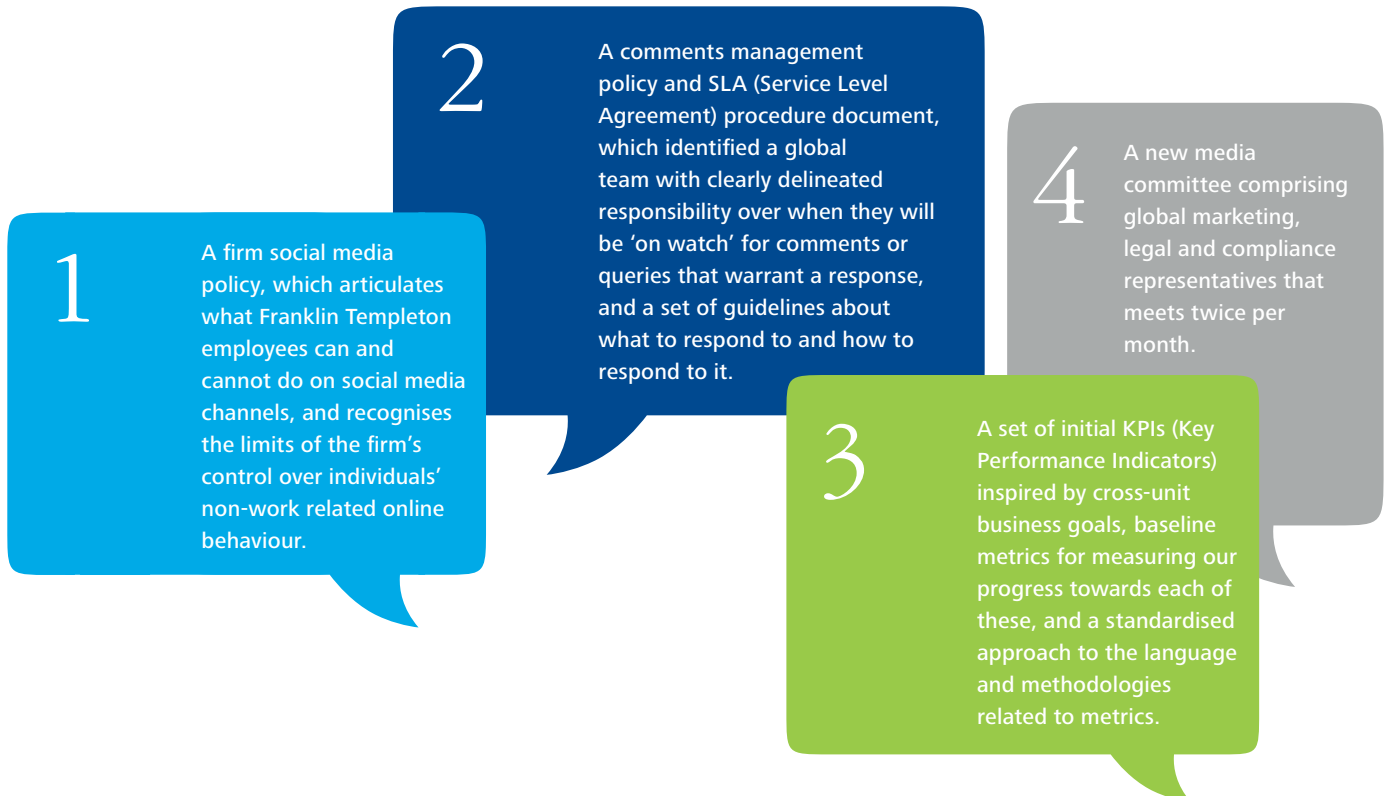 1
A firm social media
policy, which articulates
what Franklin Templeton
employees can and
cannot do on social media
channels, and recognises
the limits of the firm’s
control over individuals’
non-work related online
behaviour.
2
A comments management
policy and SLA (Service Level
Agreement) procedure document,
which identified a global
team with clearly delineated
responsibility over when they will
be ‘on watch’ for comments or
queries that warrant a response,
and a set of guidelines about
what to respond to and how to
respond to it.
3
A set of initial KPIs (Key
Performance Indicators)
inspired by cross-unit
business goals, baseline
metrics for measuring our
progress towards each of
these, and a standardised
approach to the language
and methodologies
related to metrics.
4
A new media
committee comprising
global marketing,
legal and compliance
representatives that
meets twice per
month.